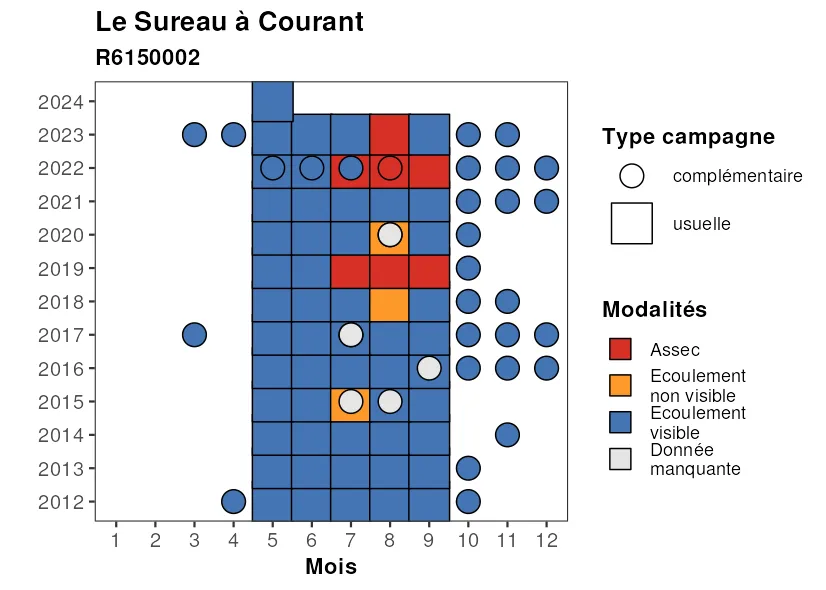 Le Sureau à Courant
R6150002
2024
2023
2022
2021
2020
2019
2018
2017
2016
2015
2014
2013
2012
1 2 3 4 5 6 7 8 9 10 11 12
Mois
Type campagne
complémentaire
usuelle
Modalités
Assec
Ecoulement
non visible
Ecoulement
visible
Donnée
manquante